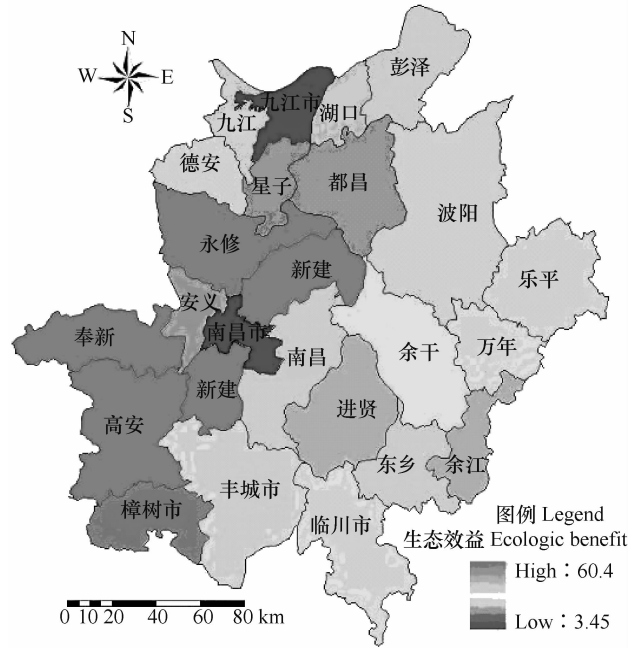 N
W E
S
彭泽
九江市
湖口
九江
德安
星子
都昌
波阳
永修
新建
乐平
安义
奉新
南昌市
南昌
余干
万年
新建
进贤
高安
东乡
余江
丰城市
樟树市
临川市
图例 Legend
生态效益 Ecologic benefit
High：60.4
Low：3.45
0 10 20 40 60 80 km